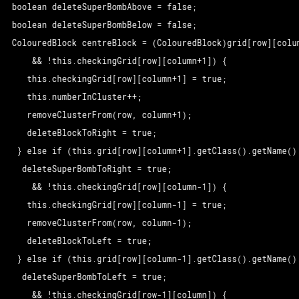 boolean deleteSuperBombAbove = false;
boolean deleteSuperBombBelow = false;
ColouredBlock centreBlock = (ColouredBlock)grid[row][colum
&& !this.checkingGrid[row][column+1]) {
this.checkingGrid[row][column+1] = true;
this.numberInCluster++;
removeClusterFrom(row, column+1);
deleteBlockToRight = true;
} else if (this.grid[row][column+1].getClass().getName()
deleteSuperBombToRight = true;
&& !this.checkingGrid[row][column-1]) {
this.checkingGrid[row][column-1] = true;
removeClusterFrom(row, column-1);
deleteBlockToLeft = true;
} else if (this.grid[row][column-1].getClass().getName()
deleteSuperBombToLeft = true;
&& !this.checkingGrid[row-1][column]) {